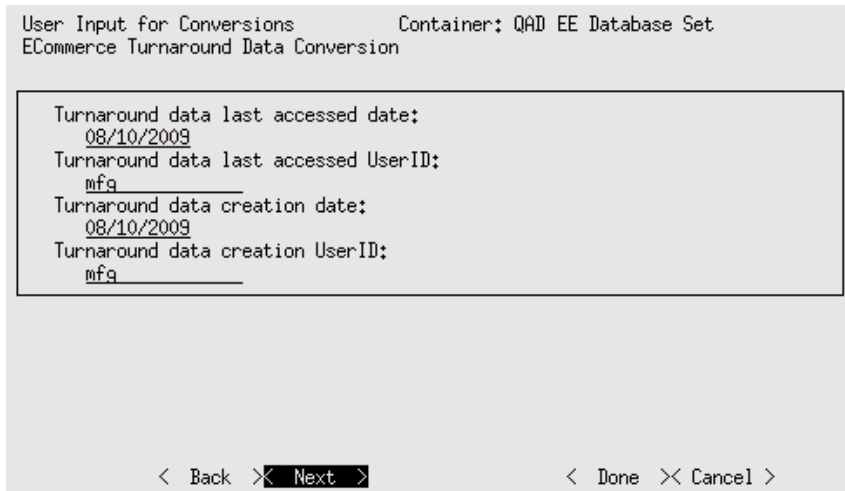 User Input for Conversions Container: QAD EE Database Set
ECommerce Turnaround Data Conversion
Turnaround data last accessed date:
08/10/2009
Turnaround data last accessed UserID:
mfg
Turnaround data creation date:
08/10/2009
Turnaround data creation UserID:
mfg
< Back >< Next > < Done >< Cancel >